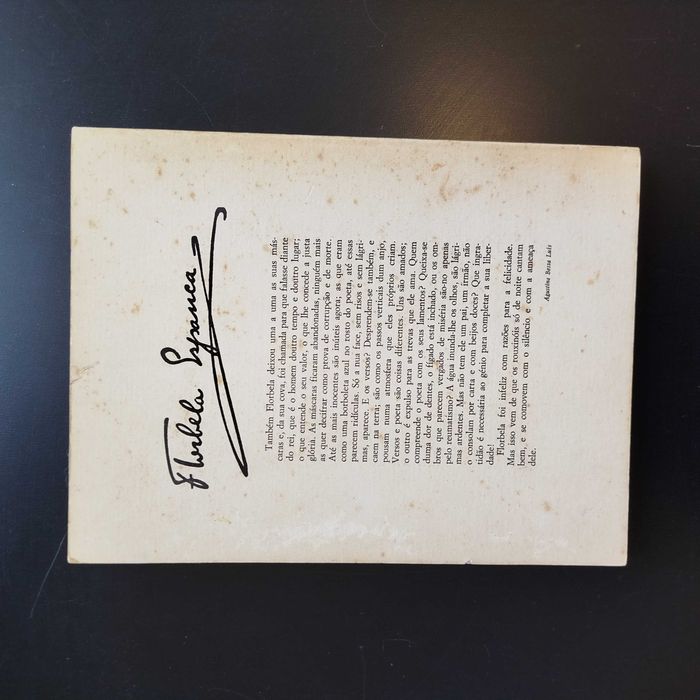 Florbela Espanca
Também Florbela deixou uma a uma as suas más-
caras e, da sua cova, foi chamada para que falasse diante
do rei, que é o homem doutro tempo e doutro lugar;
o que entende o seu valor, o que lhe concede a justa
glória. As máscaras ficaram abandonadas, ninguém mais
as quer decifrar como prova de corrupção e de morte.
Até as mais inocentes são inúteis agora; as que eram
como uma borboleta azul no rosto do poeta, até essas
parecem ridículas. Só a nua face, sem risos e sem lágri-
mas, aparece. E os versos? Desprendem-se também, e
caem na terra; são como os passos verticais dum anjo,
pousam numa atmosfera que eles próprios criam.
Versos e poeta são coisas diferentes. Uns são amados;
o outro é expulso para as trevas que ele ama. Quem
compreende o poeta com os seus lamentos? Queixa-se
duma dor de dentes, o fígado está inchado, ou os om-
bros que parecem vergados de miséria são-no apenas
pelo reumatismo? A água inunda-lhe os olhos, são lágri-
mas ardentes. Mas não tem ele um pai, um irmão, não
o consolam por carta e com beijos doces? Que ingra-
tidão é necessária ao génio para completar a sua liber-
dade!
Florbela foi infeliz com razões para a felicidade.
Mas isso vem de que os rouxinóis só de noite cantam
bem, e se comovem com o silêncio e com a ameaça
dele.
Agustina Bessa Luís